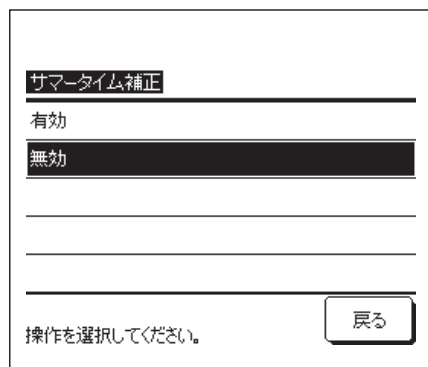 サマータイム補正
有効
無効
操作を選択してください。
戻る